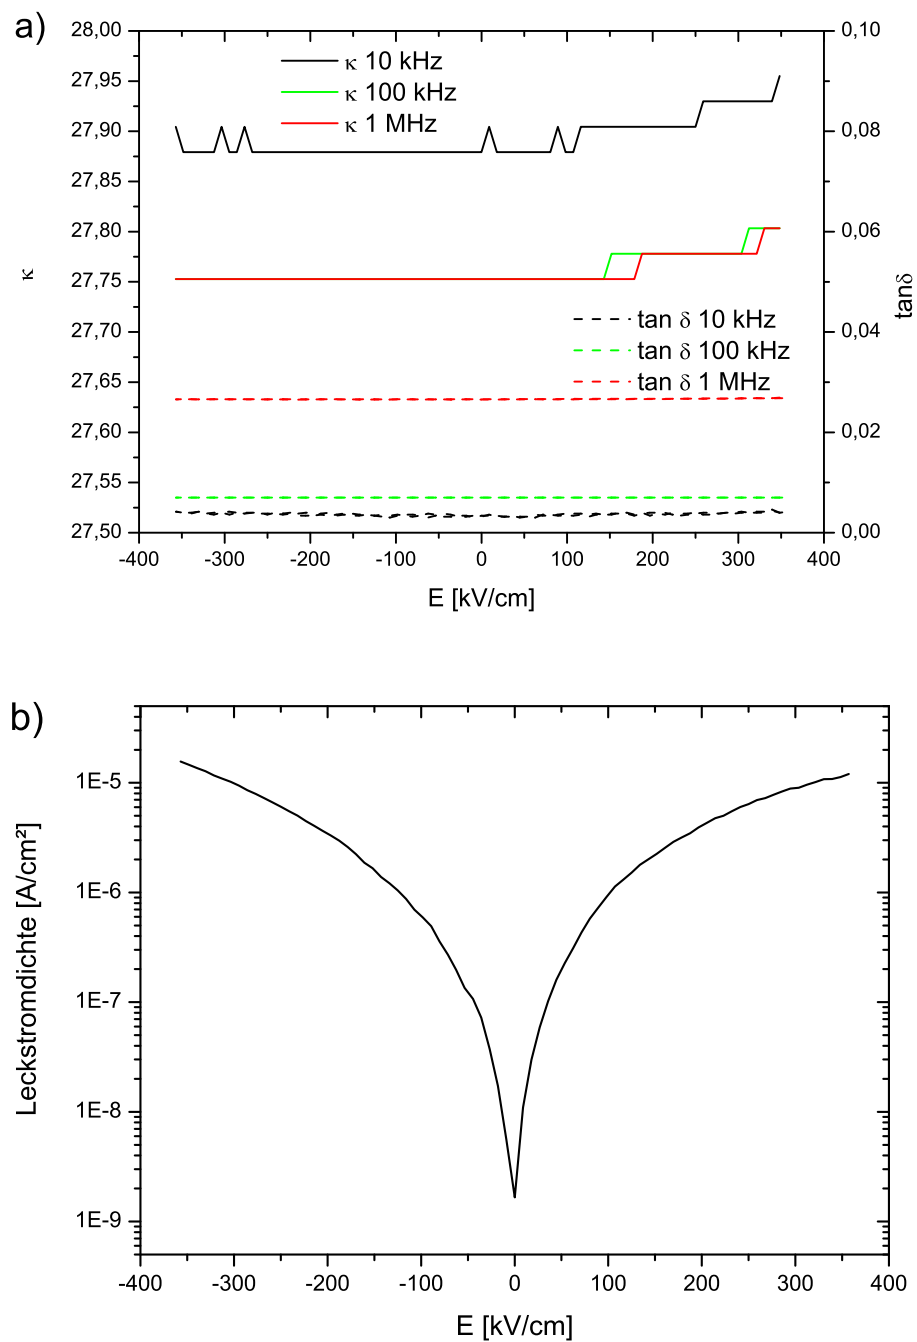 a)
28,00
27,95
27,90
27,85
27,80
27,75
27,70
27,65
27,60
27,55
27,50
κ
κ 10 kHz
κ 100 kHz
κ 1 MHz
tan δ 10 kHz
tan δ 100 kHz
tan δ 1 MHz
0,10
0,08
0,06
0,04
0,02
0,00
tanδ
-400 -300 -200 -100 0 100 200 300 400
E [kV/cm]
b)
1E-5
1E-6
1E-7
1E-8
1E-9
Leckstromdichte [A/cm²]
-400 -300 -200 -100 0 100 200 300 400
E [kV/cm]